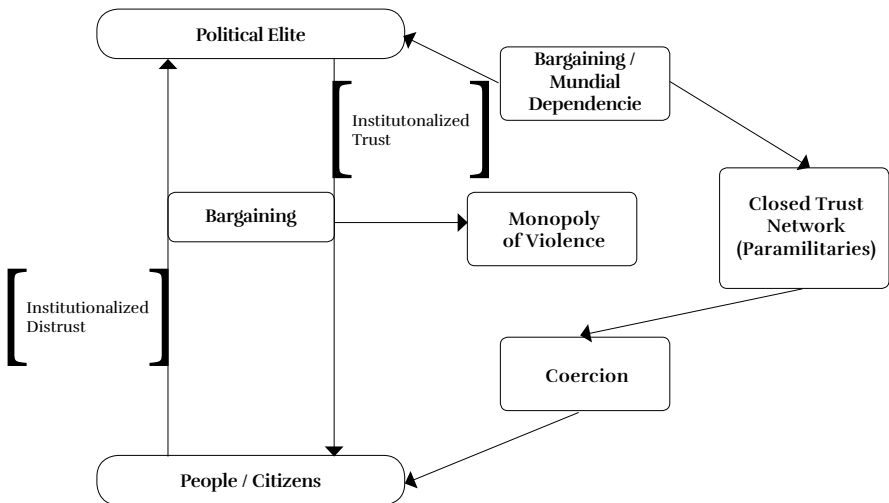 Political Elite
Bargaining /
Mundial
Dependencie
Institutonalized
Trust
Closed Trust
Network
(Paramilitaries)
Bargaining
Monopoly
of Violence
Institutionalized
Distrust
Coercion
People / Citizens